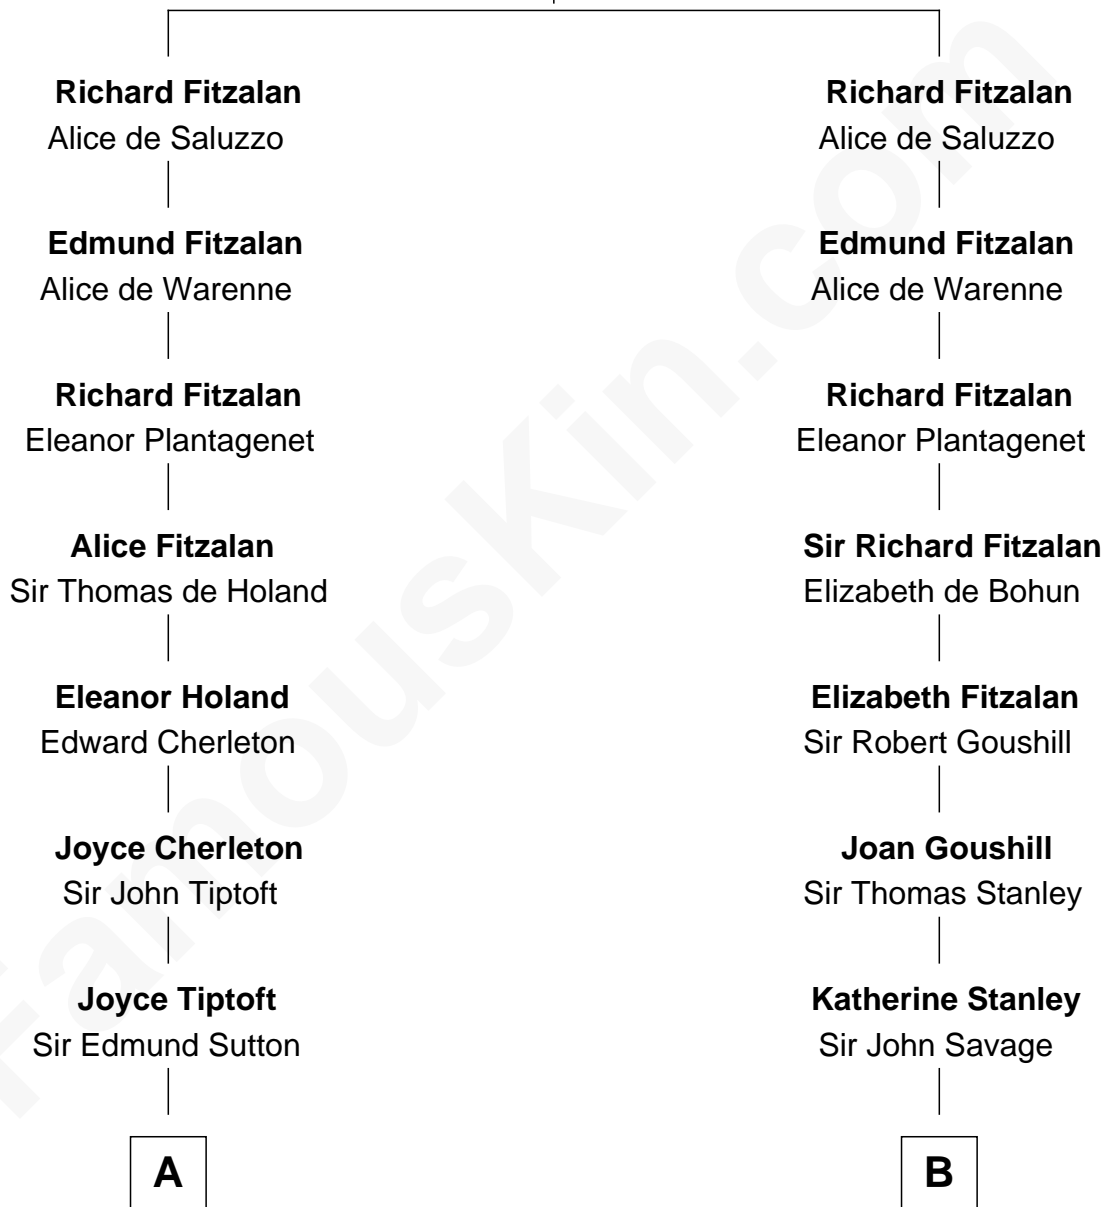 Richard Fitzalan
Alice de Saluzzo
Edmund Fitzalan
Alice de Warenne
Richard Fitzalan
Eleanor Plantagenet
Alice Fitzalan
Sir Thomas de Holand
Eleanor Holand
Edward Cherleton
Joyce Cherleton
Sir John Tiptoft
Joyce Tiptoft
Sir Edmund Sutton
A
Richard Fitzalan
Alice de Saluzzo
Edmund Fitzalan
Alice de Warenne
Richard Fitzalan
Eleanor Plantagenet
Sir Richard Fitzalan
Elizabeth de Bohun
Elizabeth Fitzalan
Sir Robert Goushill
Joan Goushill
Sir Thomas Stanley
Katherine Stanley
Sir John Savage
B
FamousKin.com